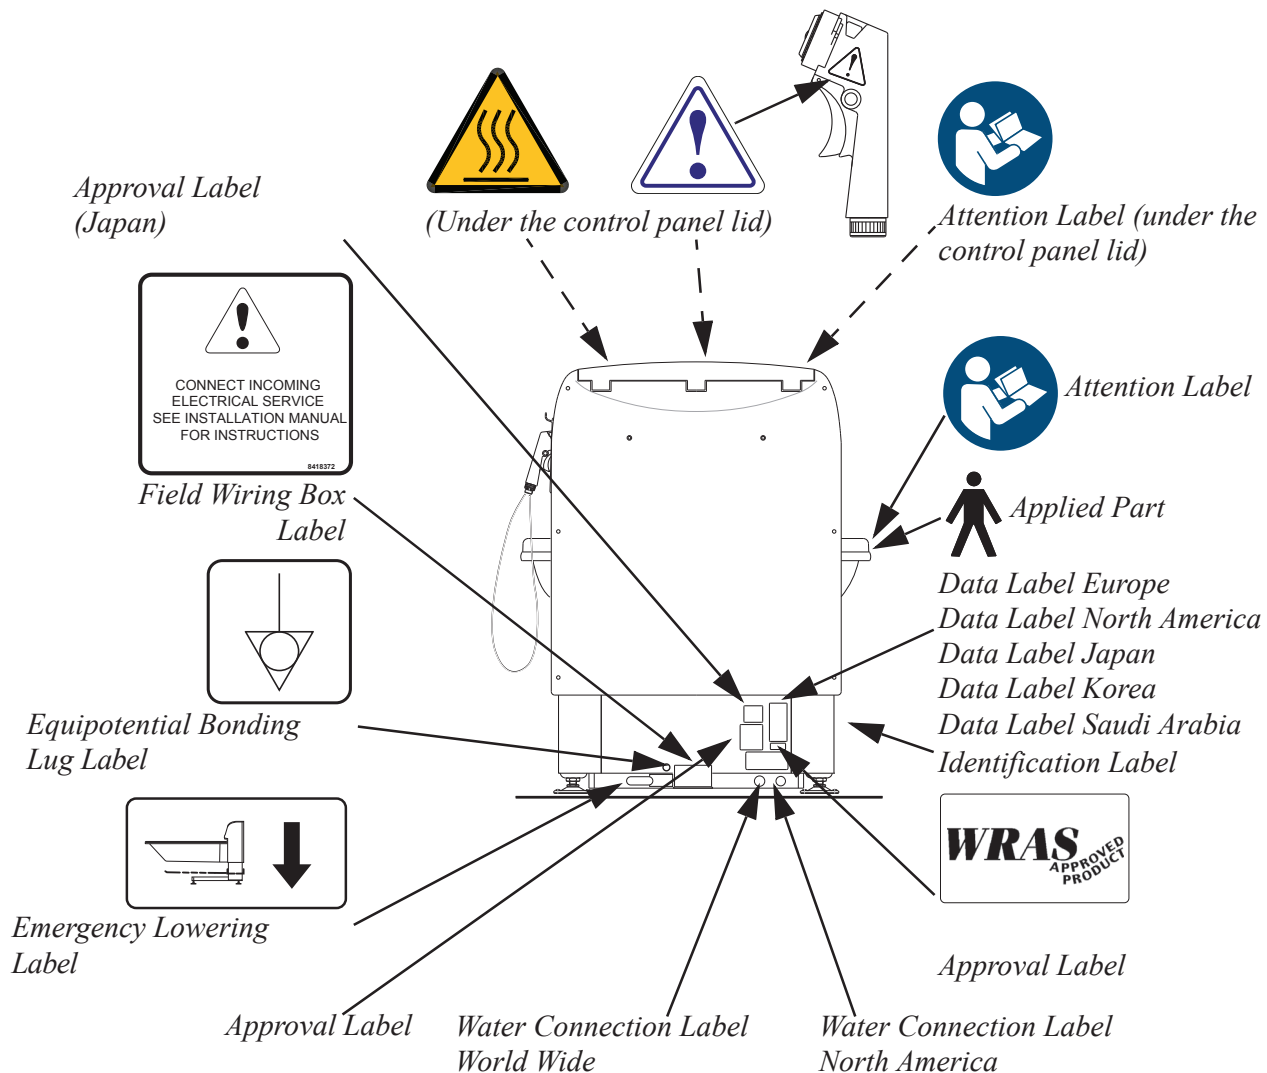 Approval Label
(Japan)
(Under the control panel lid)
Attention Label (under the
control panel lid)
CONNECT INCOMING
ELECTRICAL SERVICE
SEE INSTALLATION MANUAL
FOR INSTRUCTIONS
8418372
Field Wiring Box
Label
Attention Label
Applied Part
Data Label Europe
Data Label North America
Data Label Japan
Data Label Korea
Data Label Saudi Arabia
Identification Label
Equipotential Bonding
Lug Label
WRAS
APPROVED
PRODUCT
Emergency Lowering
Label
Approval Label
Approval Label
Water Connection Label
World Wide
Water Connection Label
North America